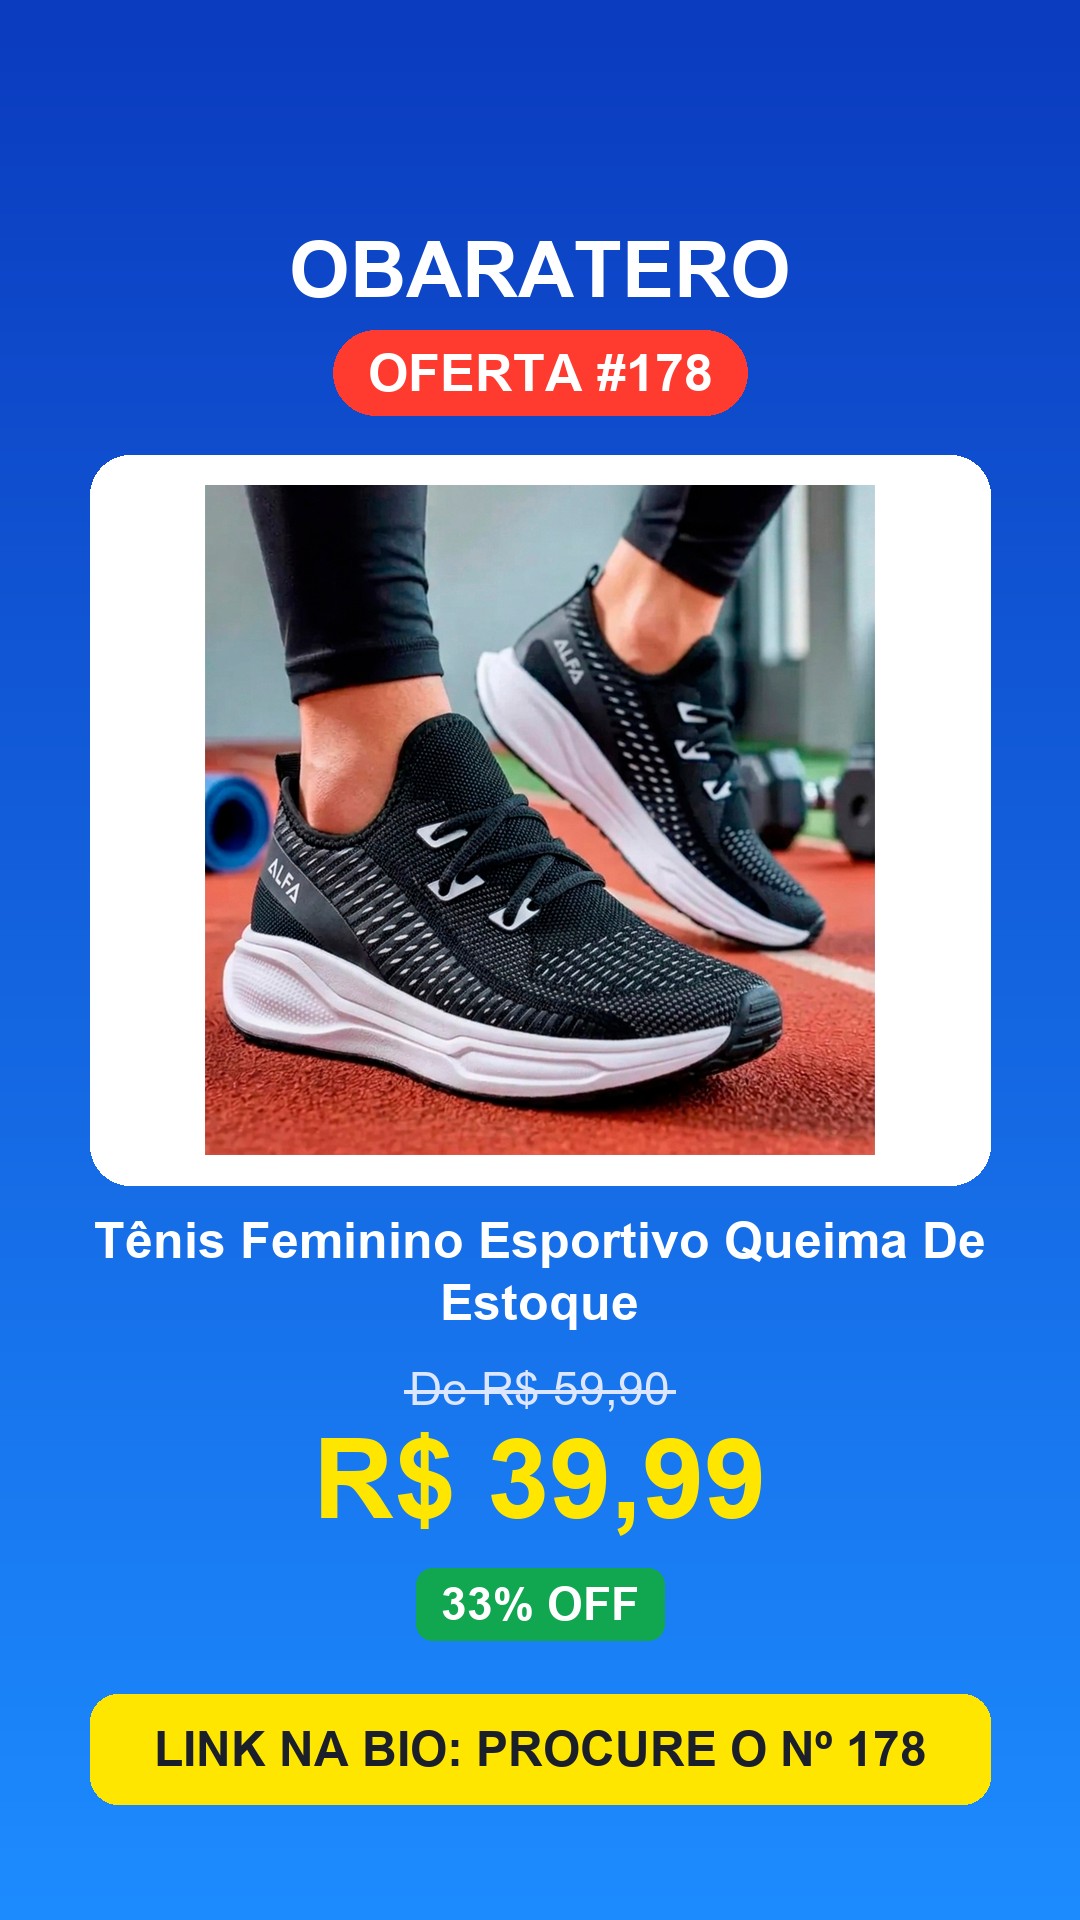 OBARATERO
OFERTA #178
ALFA
ALFA
Tênis Feminino Esportivo Queima De
Estoque
De R$ 59,90
R$ 39,99
33% OFF
LINK NA BIO: PROCURE O Nº 178